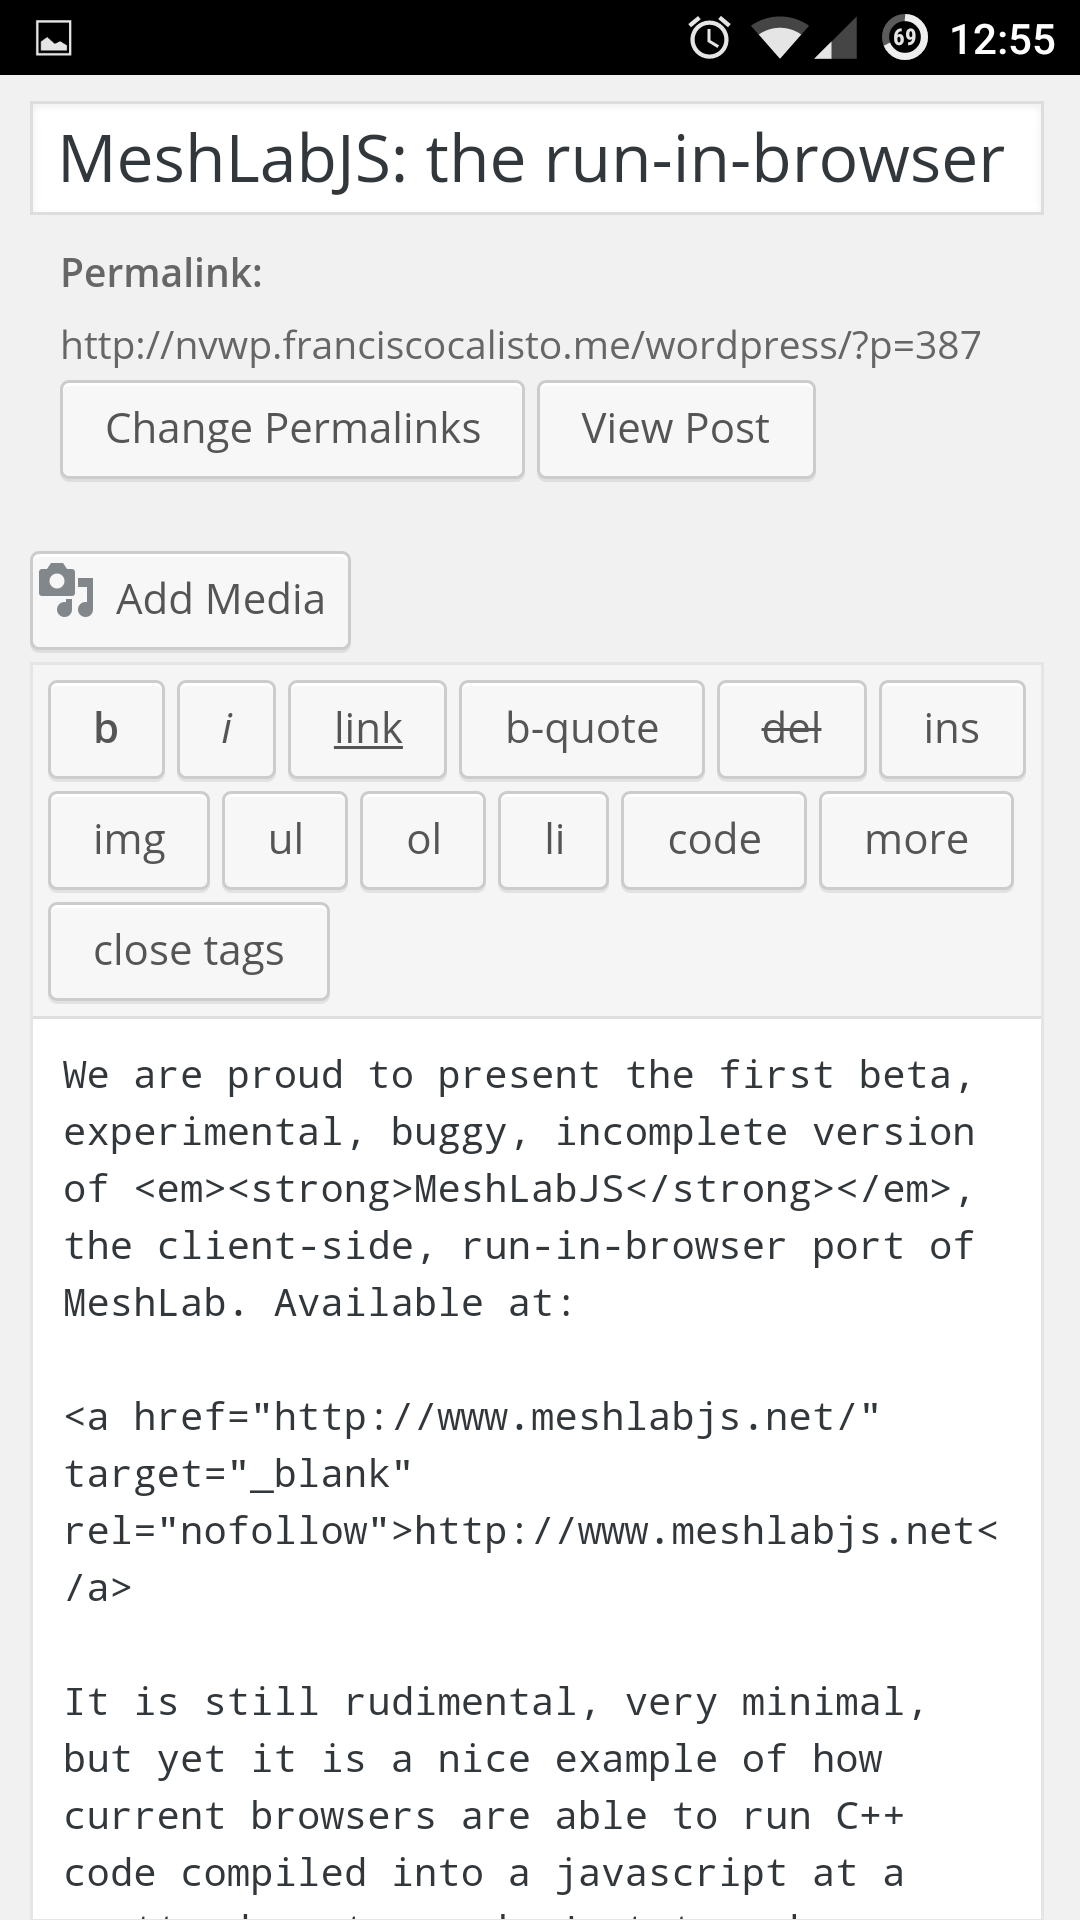 69 12:55
MeshLabJS: the run-in-browser
Permalink:
http://nvwp.franciscocalisto.me/wordpress/?p=387
Change Permalinks View Post
Add Media
b i link b-quote del ins
img ul ol li code more
close tags
We are proud to present the first beta,
experimental, buggy, incomplete version
of <em><strong>MeshLabJS</strong></em>,
the client-side, run-in-browser port of
MeshLab. Available at:
<a href="http://www.meshlabjs.net/"
target="_blank"
rel="nofollow">http://www.meshlabjs.net<
/a>
It is still rudimental, very minimal,
but yet it is a nice example of how
current browsers are able to run C++
code compiled into a javascript at a